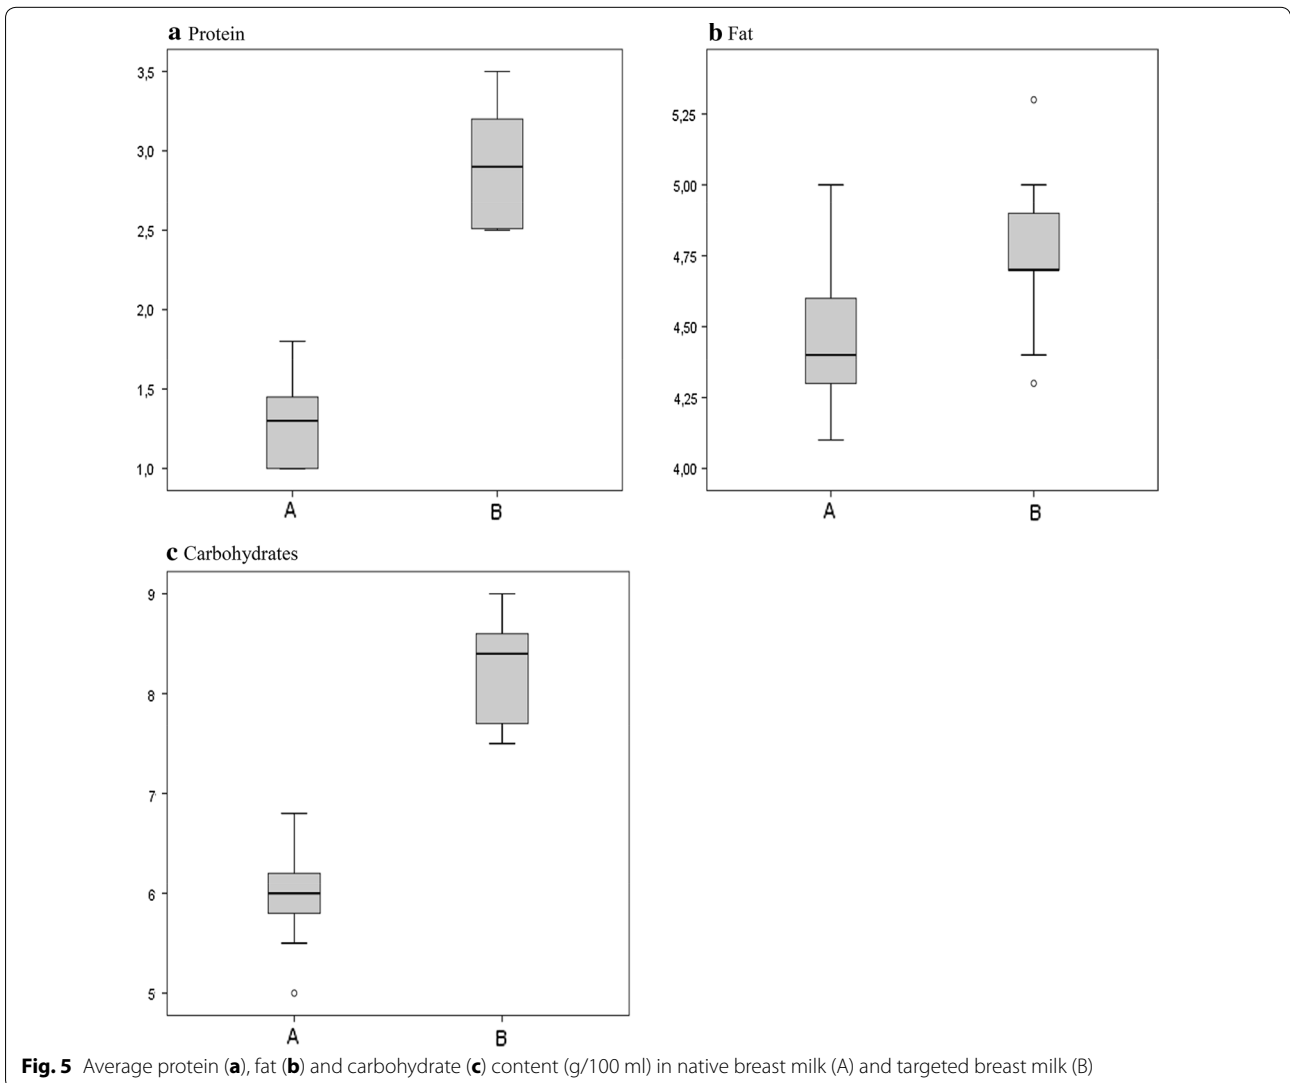 a Protein
3,5
3,0
2,5
2,0
1,5
1,0
A B
b Fat
5,25
5,00
4,75
4,50
4,25
4,00
A B
c Carbohydrates
9
8
7
6
5
A B
Fig. 5 Average protein (a), fat (b) and carbohydrate (c) content (g/100 ml) in native breast milk (A) and targeted breast milk (B)